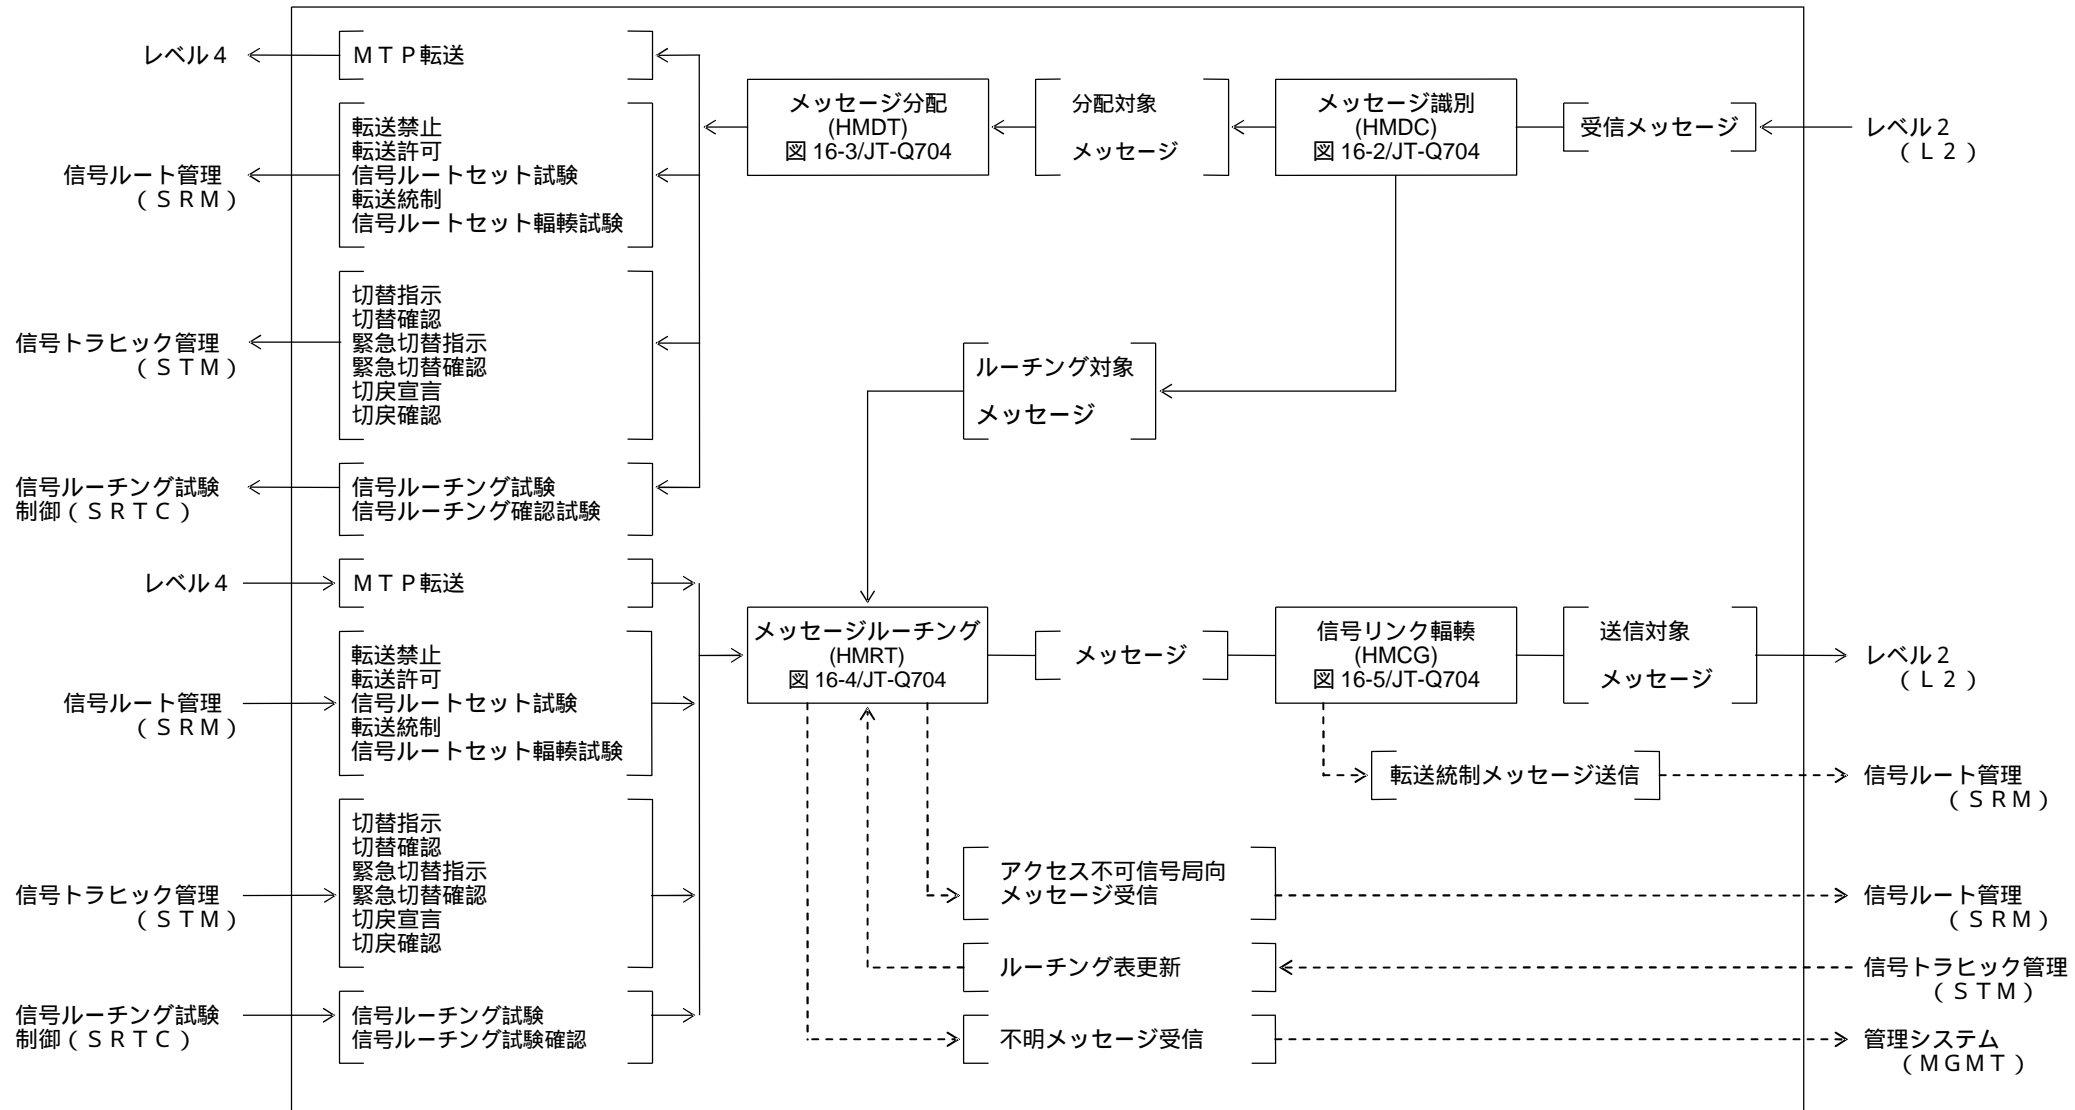 レベル4
MTP転送
信号ルート管理
(SRM)
転送禁止
転送許可
信号ルートセット試験
転送統制
信号ルートセット輻輳試験
信号トラヒック管理
(STM)
切替指示
切替確認
緊急切替指示
緊急切替確認
切戻宣言
切戻確認
信号ルーチング試験
制御(SRTC)
信号ルーチング試験
信号ルーチング確認試験
メッセージ分配
(HMDT)
図 16-3/JT-Q704
分配対象
メッセージ
メッセージ識別
(HMDC)
図 16-2/JT-Q704
受信メッセージ
レベル2
(L2)
ルーチング対象
メッセージ
レベル4
MTP転送
信号ルート管理
(SRM)
転送禁止
転送許可
信号ルートセット試験
転送統制
信号ルートセット輻輳試験
信号トラヒック管理
(STM)
切替指示
切替確認
緊急切替指示
緊急切替確認
切戻宣言
切戻確認
信号ルーチング試験
制御(SRTC)
信号ルーチング試験
信号ルーチング試験確認
メッセージルーチング
(HMRT)
図 16-4/JT-Q704
メッセージ
信号リンク輻輳
(HMCG)
図 16-5/JT-Q704
送信対象
メッセージ
レベル2
(L2)
転送統制メッセージ送信
信号ルート管理
(SRM)
アクセス不可信号局向
メッセージ受信
信号ルート管理
(SRM)
ルーチング表更新
信号トラヒック管理
(STM)
不明メッセージ受信
管理システム
(MGMT)